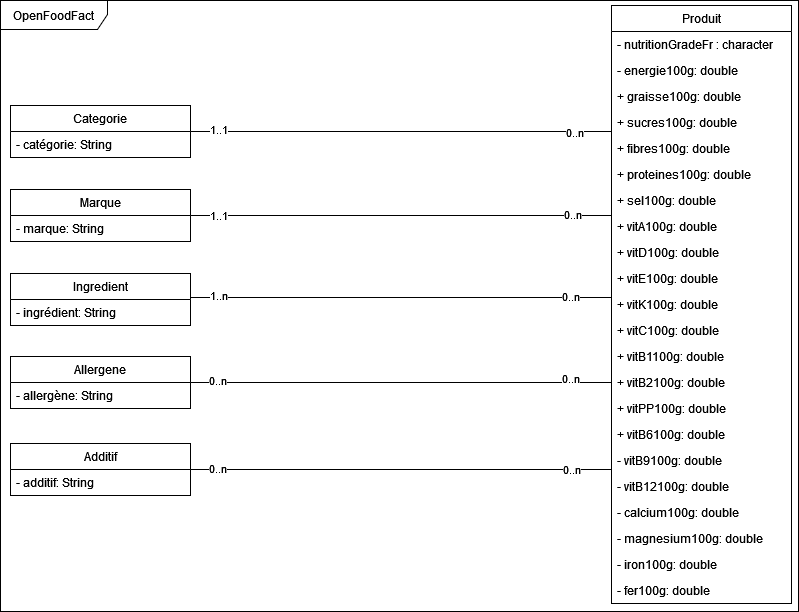 OpenFoodFact
Categorie
- catégorie: String
1..1
0..n
Marque
- marque: String
1..1
0..n
Ingredient
- ingrédient: String
1..n
0..n
Allergene
- allergène: String
0..n
0..n
Additif
- additif: String
0..n
0..n
Produit
- nutritionGradeFr : character
- energie100g: double
+ graisse100g: double
+ sucres100g: double
+ fibres100g: double
+ proteines100g: double
+ sel100g: double
+ vitA100g: double
+ vitD100g: double
+ vitE100g: double
+ vitK100g: double
+ vitC100g: double
+ vitB1100g: double
+ vitB2100g: double
+ vitPP100g: double
+ vitB6100g: double
- vitB9100g: double
- vitB12100g: double
- calcium100g: double
- magnesium100g: double
- iron100g: double
- fer100g: double